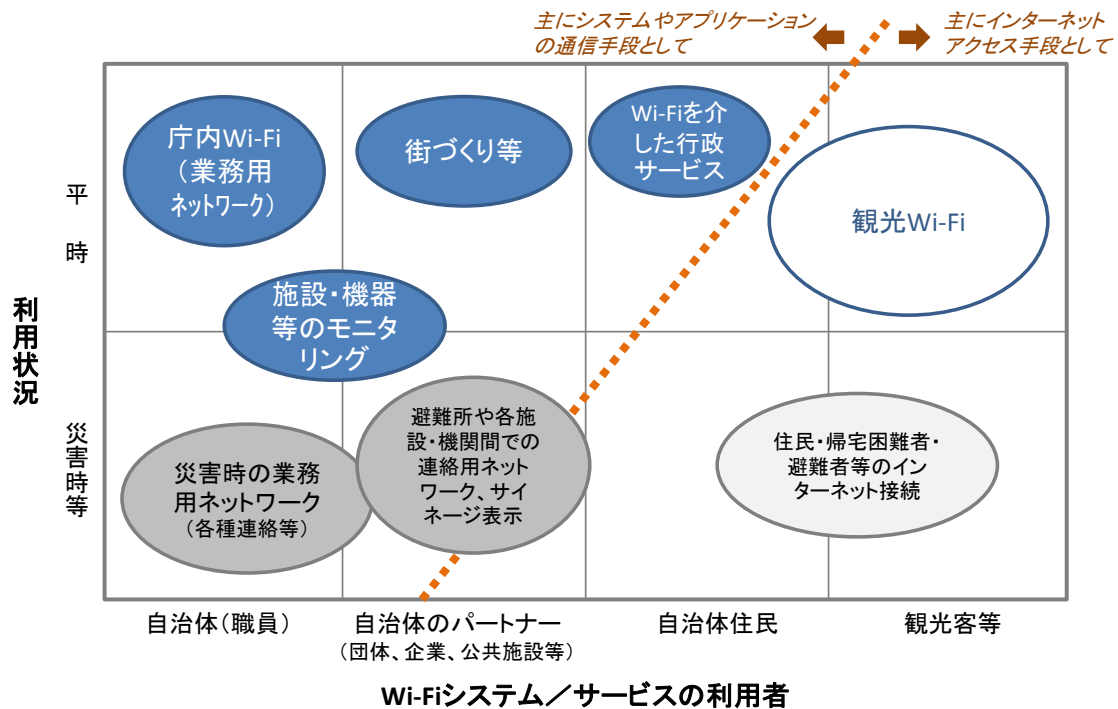 主にシステムやアプリケーション
の通信手段として
主にインターネット
アクセス手段として
庁内Wi-Fi
（業務用
ネットワーク）
街づくり等
Wi-Fiを介
した行政
サービス
観光Wi-Fi
平時
施設・機器
等のモニタ
リング
利用状況
災害時等
災害時の業務
用ネットワーク
（各種連絡等）
避難所や各施
設・機関間での
連絡用ネット
ワーク、サイ
ネージ表示
住民・帰宅困難者・
避難者等のイン
ターネット接続
自治体（職員）
自治体のパートナー
（団体、企業、公共施設等）
自治体住民
観光客等
Wi-Fiシステム／サービスの利用者